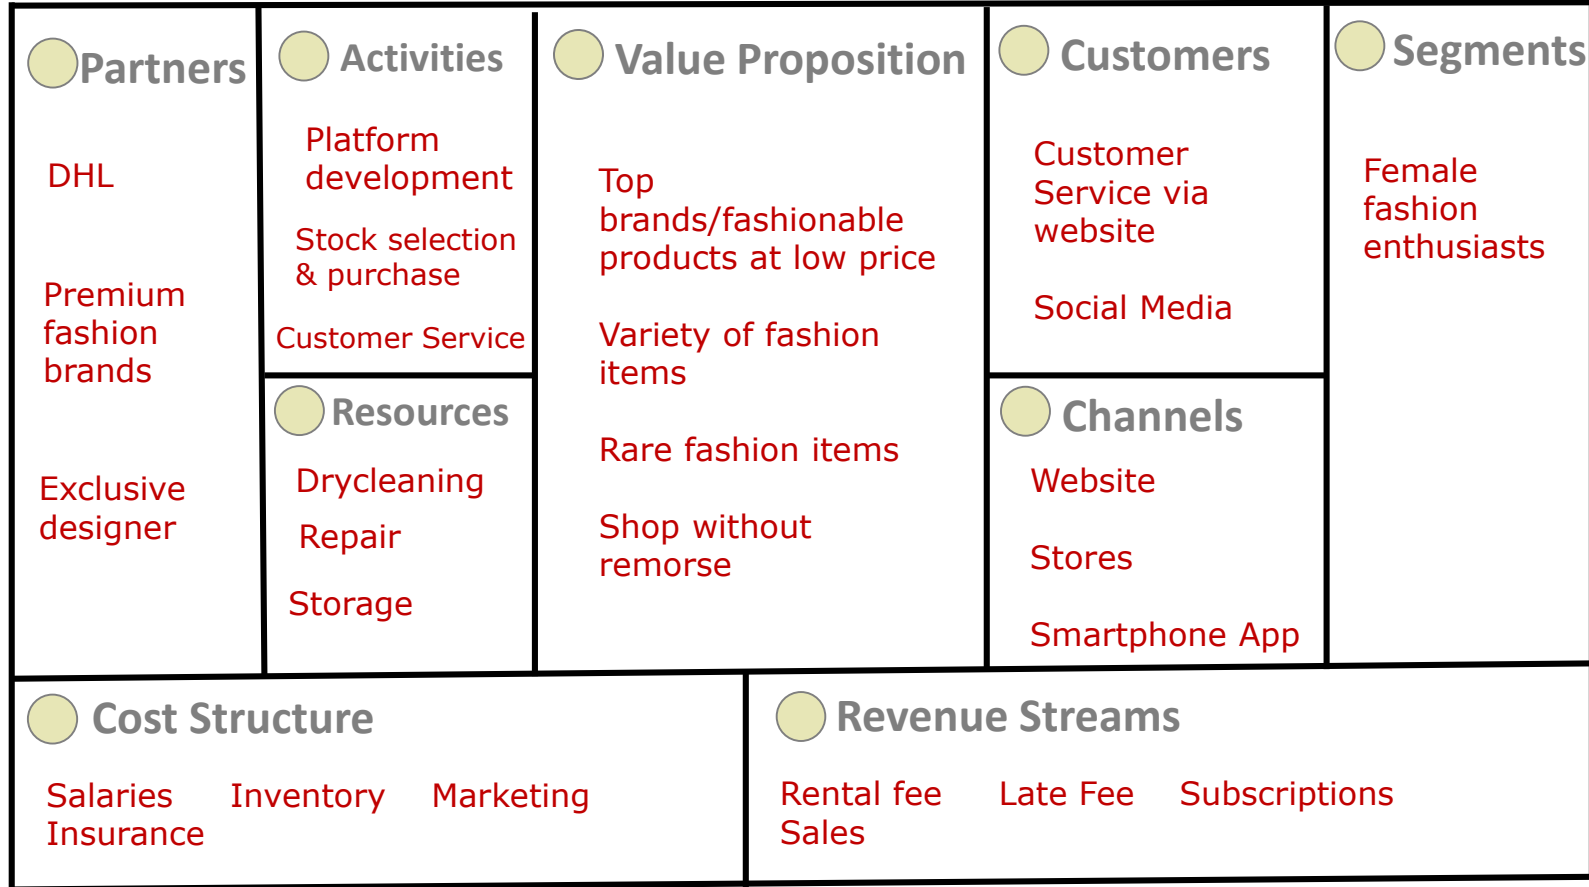 Partners
DHL
Premium
fashion
brands
Exclusive
designer
Activities
Platform
development
Stock selection
& purchase
Customer Service
Resources
Drycleaning
Repair
Storage
Value Proposition
Top
brands/fashionable
products at low price
Variety of fashion
items
Rare fashion items
Shop without
remorse
Customers
Customer
Service via
website
Social Media
Channels
Website
Stores
Smartphone App
Segments
Female
fashion
enthusiasts
Cost Structure
Salaries Inventory Marketing
Insurance
Revenue Streams
Rental fee Late Fee Subscriptions
Sales